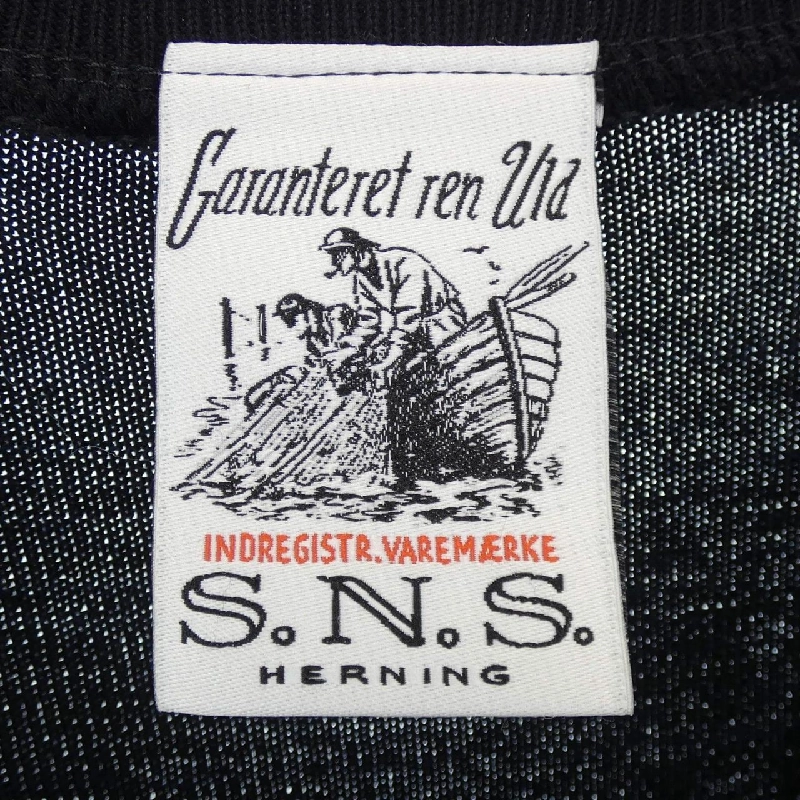 Garanteret ren Uld
INDREGISTR.VAREMÆRKE
S.N.S.
HERNING